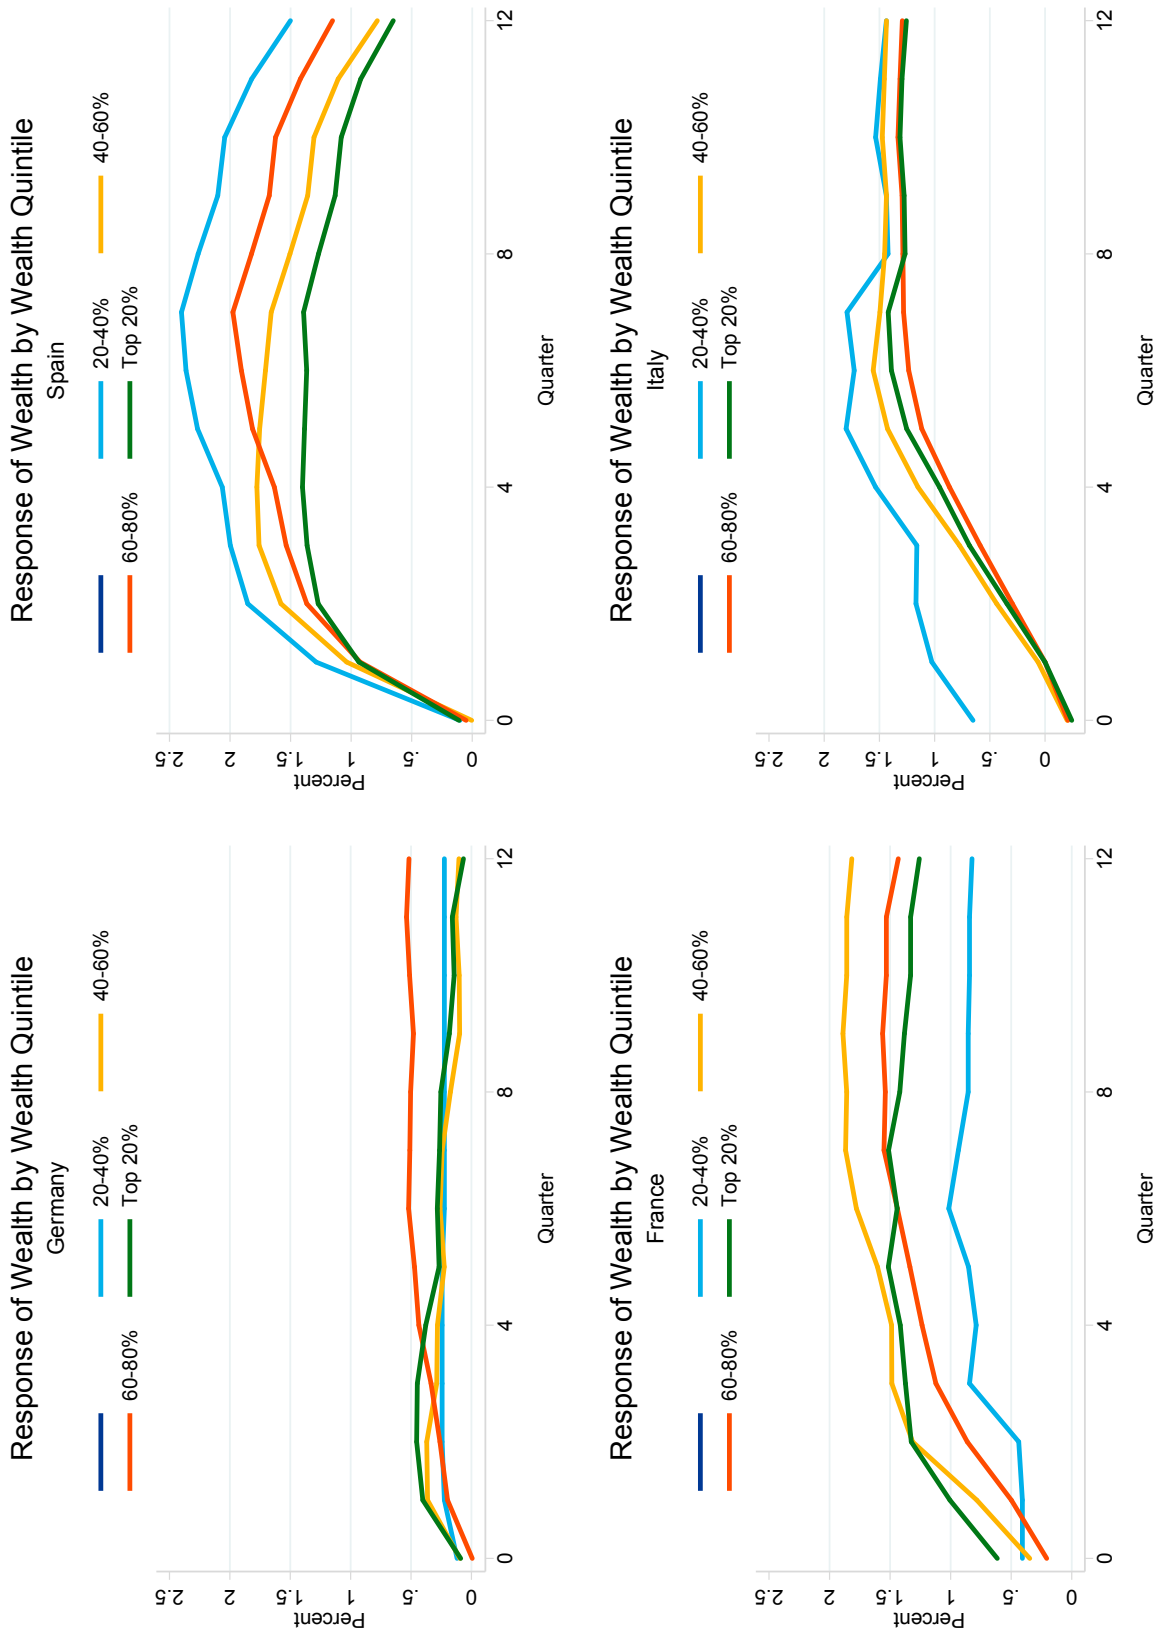 Response of Wealth by Wealth Quintile
Germany
20-40%
40-60%
60-80%
Top 20%
Percent
2.5
2
1.5
1
.5
0
0
4
8
12
Quarter
Response of Wealth by Wealth Quintile
Spain
20-40%
40-60%
60-80%
Top 20%
Percent
2.5
2
1.5
1
.5
0
0
4
8
12
Quarter
Response of Wealth by Wealth Quintile
France
20-40%
40-60%
60-80%
Top 20%
Percent
2.5
2
1.5
1
.5
0
0
4
8
12
Quarter
Response of Wealth by Wealth Quintile
Italy
20-40%
40-60%
60-80%
Top 20%
Percent
2.5
2
1.5
1
.5
0
0
4
8
12
Quarter